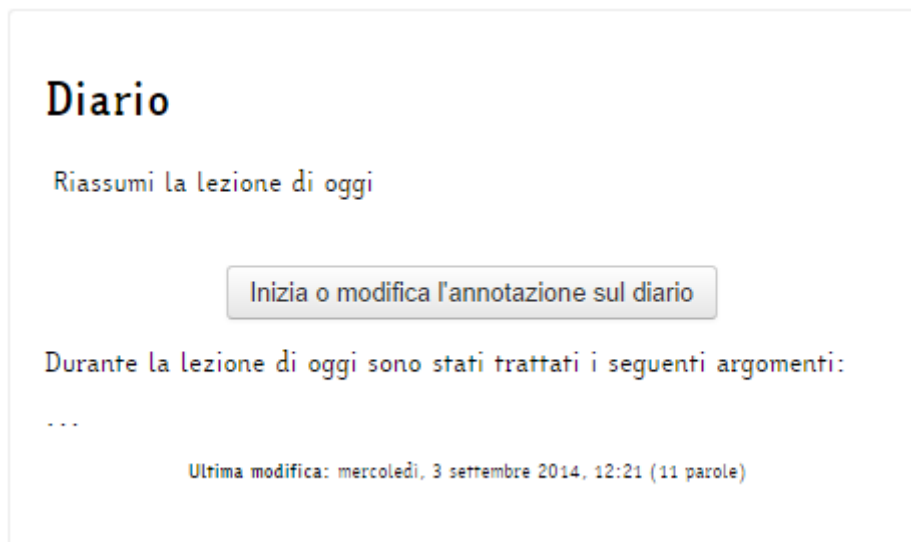 Diario
Riassumi la lezione di oggi
Inizia o modifica l'annotazione sul diario
Durante la lezione di oggi sono stati trattati i seguenti argomenti:
...
Ultima modifica: mercoledì, 3 settembre 2014, 12:21 (11 parole)